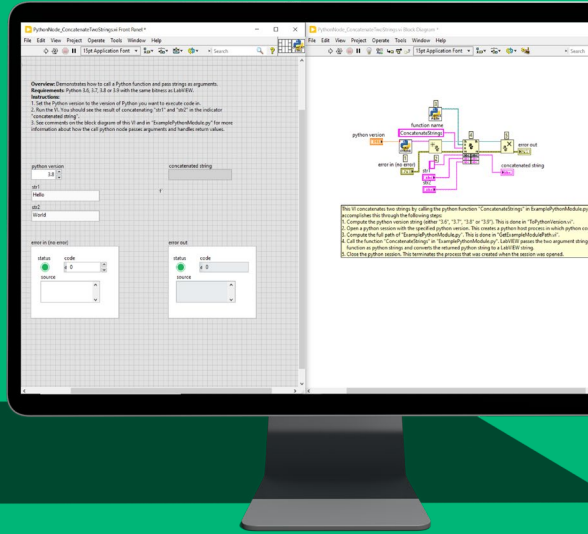 PythonNode_ConcatenateTwoStrings.vi Front Panel *
File Edit View Project Operate Tools Window Help
15pt Application Font
Search
Overview: Demonstrates how to call a Python function and pass strings as arguments.
Requirements: Python 3.6, 3.7, 3.8 or 3.9 with the same bitness as LabVIEW.
Instructions:
1. Set the Python version to the version of Python you want to execute code in.
2. Run the VI. You should see the result of concatenating "str1" and "str2" in the indicator
"concatenated string".
3. See comments on the block diagram of this VI and in "ExamplePythonModule.py" for more
information about how the call python node passes arguments and handles return values.
python version
3.8
concatenated string
str1
Hello
str2
World
error in (no error)
status code
0
source
error out
status code
0
source
PythonNode_ConcatenateTwoStrings.vi Block Diagram *
File Edit View Project Operate Tools Window Help
15pt Application Font
Search
function name
ConcatenateStrings
python version
error in (no error)
str1
str2
error out
concatenated string
1
2
3
4
5
This VI concatenates two strings by calling the python function "ConcatenateStrings" in ExamplePythonModule.py
accomplishes this through the following steps:
1. Compute the python version string (either "3.6", "3.7", "3.8" or "3.9"). This is done in "ToPythonVersion.vi".
2. Open a python session with the specified python version. This creates a python host process in which python co
3. Compute the full path of "ExamplePythonModule.py". This is done in "GetExampleModulePath.vi".
4. Call the function "ConcatenateStrings" in "ExamplePythonModule.py". LabVIEW passes the two argument string
function as python strings and converts the returned python string to a LabVIEW string.
5. Close the python session. This terminates the process that was created when the session was opened.